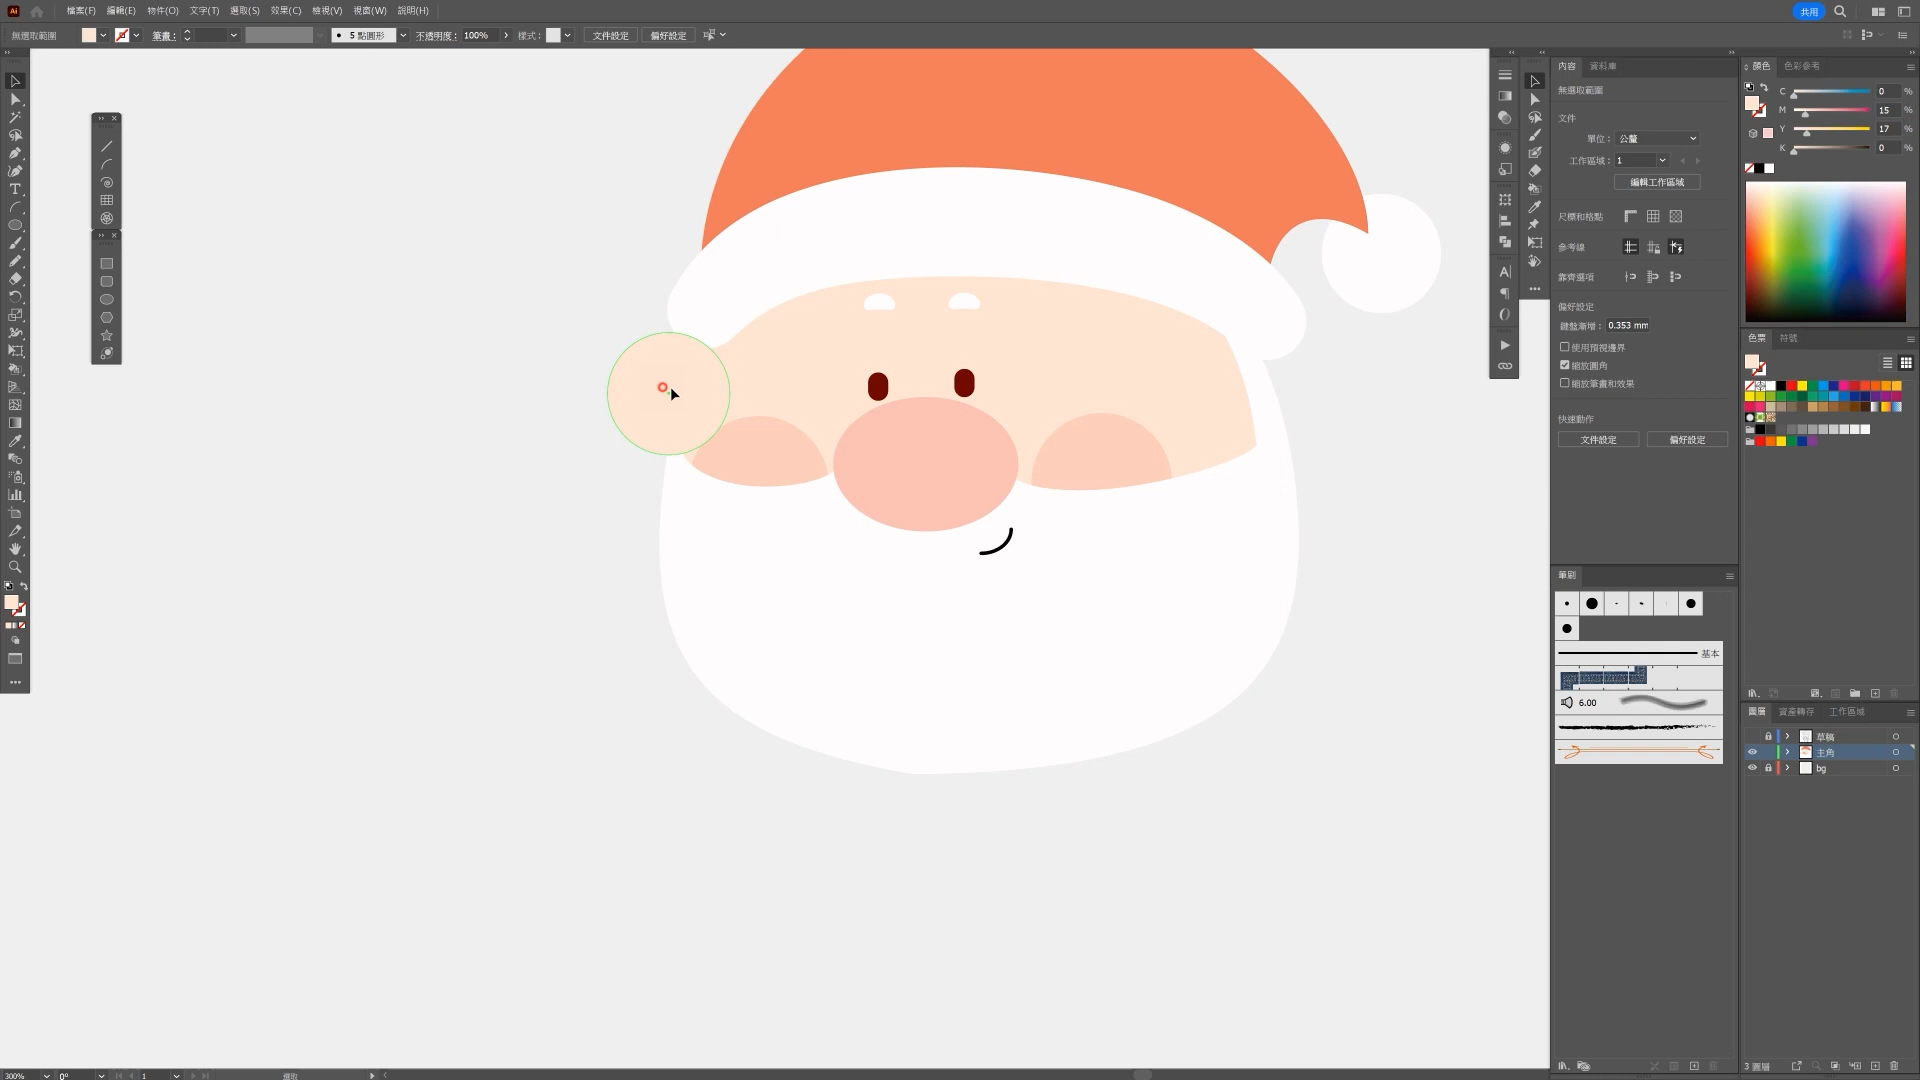 Ai 檔案(F) 編輯(E) 物件(O) 文字(T) 選取(S) 效果(C) 檢視(V) 視窗(W) 說明(H) 共用
無選取範圍 筆畫： 5 點圓形 不透明度： 100% 樣式： 文件設定 偏好設定
內容 資料庫
無選取範圍
文件
單位： 公釐
工作區域： 1
編輯工作區域
尺標和格點
參考線
靠齊選項
偏好設定
鍵盤漸增： 0.353 mm
使用預視邊界
縮放圓角
縮放筆畫和效果
快速動作
文件設定 偏好設定
顏色 色彩參考
C 0 %
M 15 %
Y 17 %
K 0 %
色票 符號
筆刷
基本
6.00
圖層 資產轉存 工作區域
草稿
主角
bg
3 圖層
300% 0° 1 選取